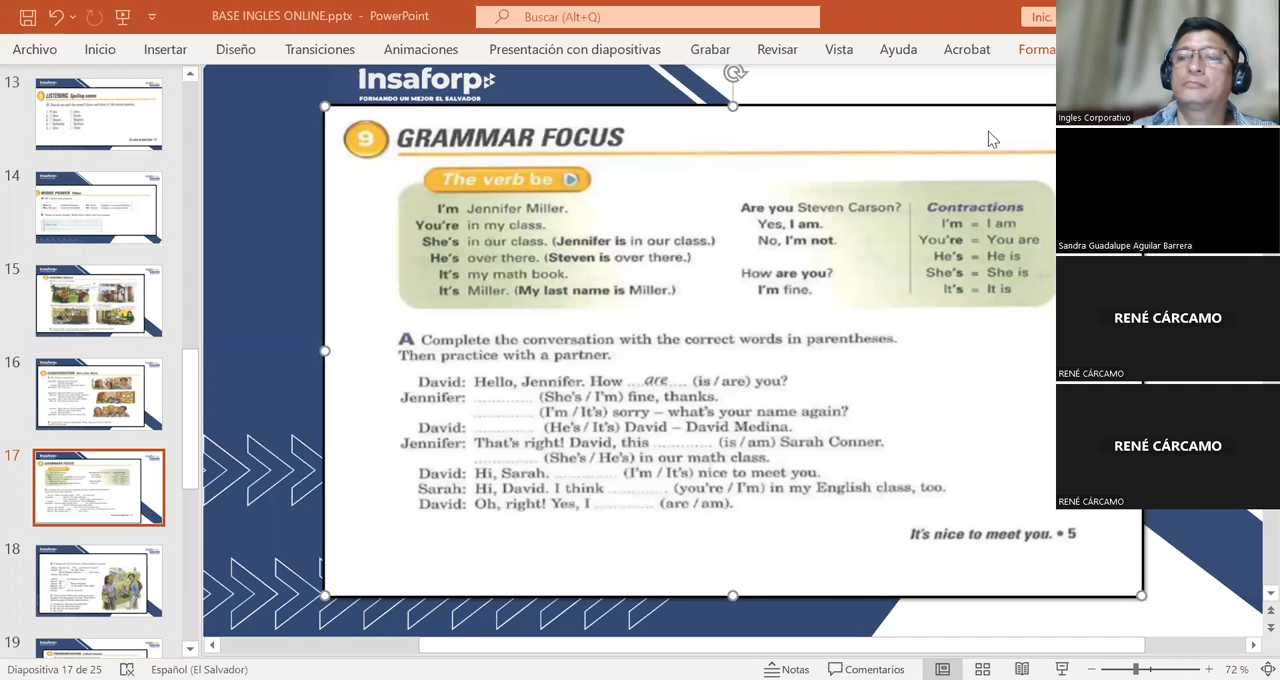 BASE INGLES ONLINE.pptx - PowerPoint
Buscar (Alt+Q)
Inic.
Archivo Inicio Insertar Diseño Transiciones Animaciones Presentación con diapositivas Grabar Revisar Vista Ayuda Acrobat Forma
Insaforp
FORMANDO UN MEJOR EL SALVADOR
9 GRAMMAR FOCUS
The verb be
I'm Jennifer Miller.
You're in my class.
She's in our class. (Jennifer is in our class.)
He's over there. (Steven is over there.)
It's my math book.
It's Miller. (My last name is Miller.)
Are you Steven Carson?
Yes, I am.
No, I'm not.
How are you?
I'm fine.
Contractions
I'm = I am
You're = You are
He's = He is
She's = She is
It's = It is
A Complete the conversation with the correct words in parentheses.
Then practice with a partner.
David: Hello, Jennifer. How ....are.... (is / are) you?
Jennifer: .............. (She's / I'm) fine, thanks.
.............. (I'm / It's) sorry – what's your name again?
David: .............. (He's / It's) David – David Medina.
Jennifer: That's right! David, this .............. (is / am) Sarah Conner.
.............. (She's / He's) in our math class.
David: Hi, Sarah. .............. (I'm / It's) nice to meet you.
Sarah: Hi, David. I think .............. (you're / I'm) in my English class, too.
David: Oh, right! Yes, I .............. (are / am).
It's nice to meet you. • 5
Ingles Corporativo
Sandra Guadalupe Aguilar Barrera
RENÉ CÁRCAMO
RENÉ CÁRCAMO
RENÉ CÁRCAMO
RENÉ CÁRCAMO
13
LISTENING Spelling names
14
WORD POWER Titles
15
16
CONVERSATION
17
GRAMMAR FOCUS
18
19
PRONUNCIATION
Diapositiva 17 de 25
Español (El Salvador)
Notas
Comentarios
72 %